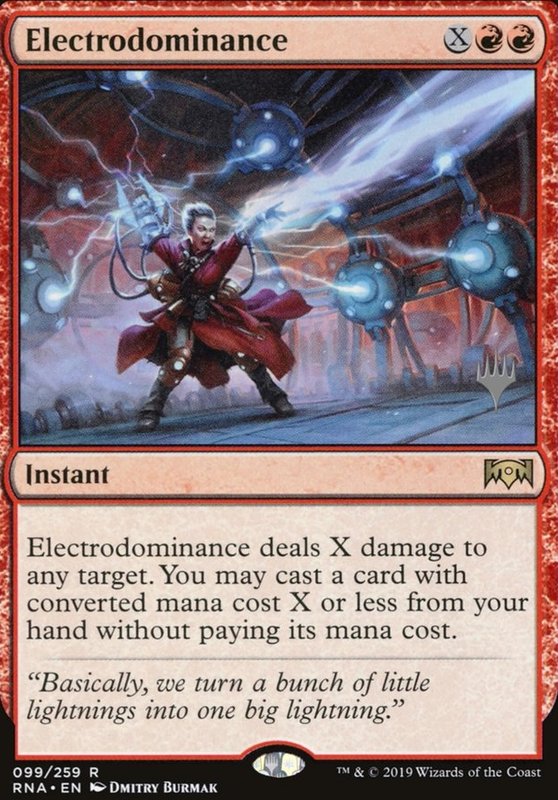 Electrodominance
X
Instant
Electrodominance deals X damage to
any target. You may cast a card with
converted mana cost X or less from your
hand without paying its mana cost.
“Basically, we turn a bunch of little
lightnings into one big lightning.”
099/259 R
RNA • EN Dmitry Burmak
™ & © 2019 Wizards of the Coast